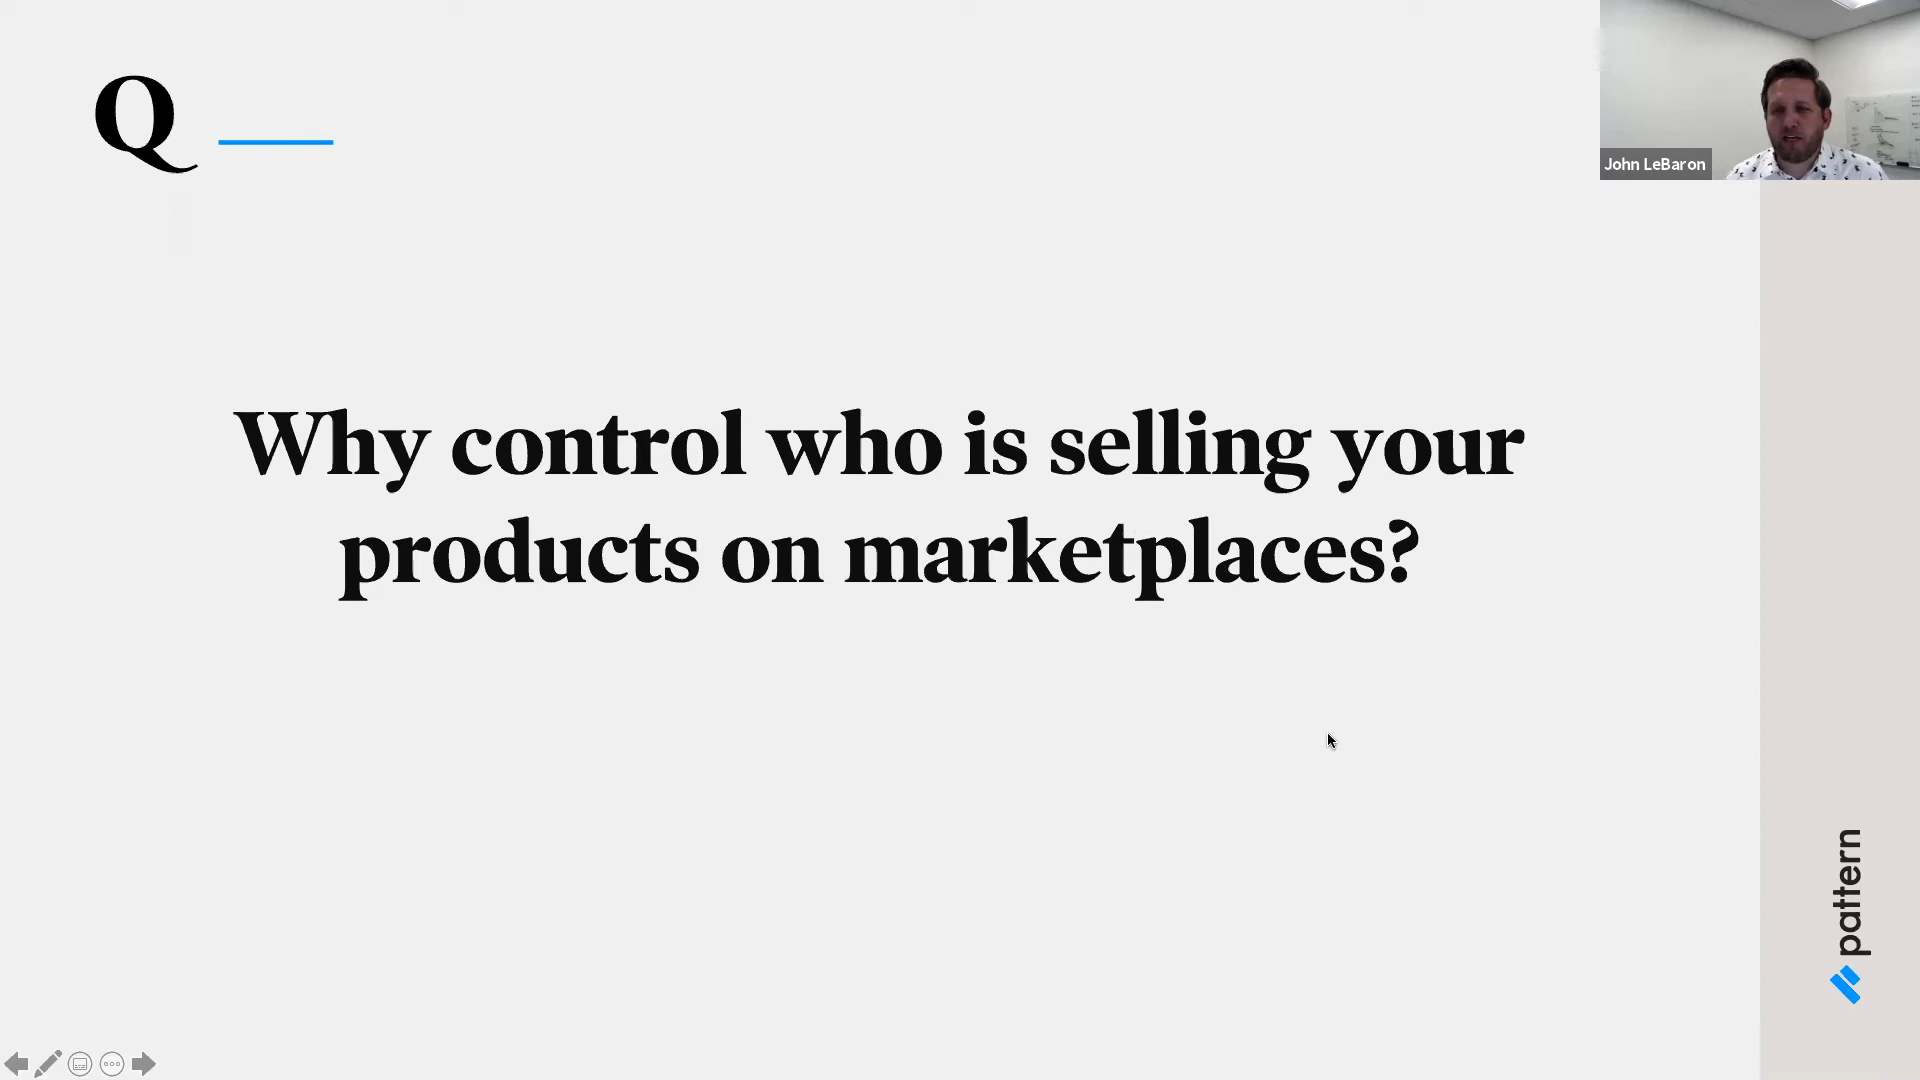 Q
John LeBaron
Why control who is selling your
products on marketplaces?
pattern